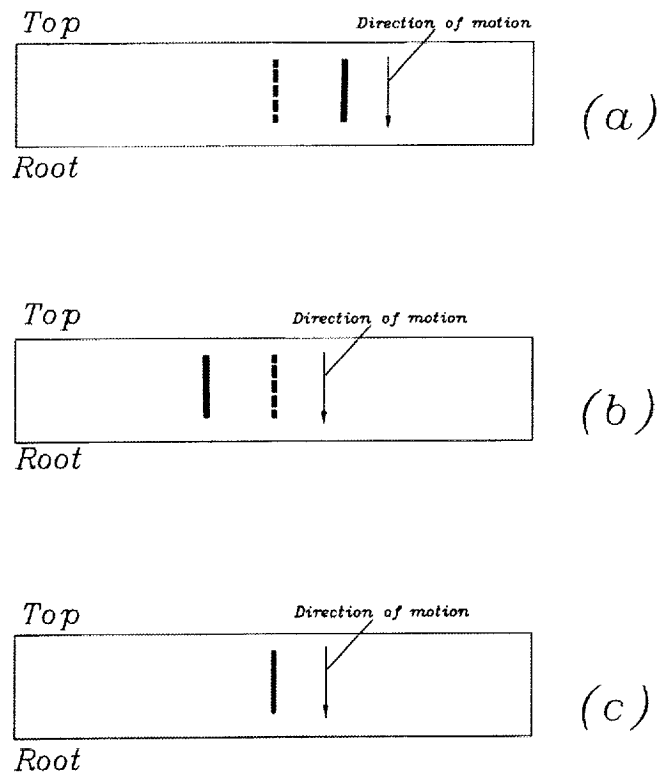 Top
Direction of motion
(a)
Root
Top
Direction of motion
(b)
Root
Top
Direction of motion
(c)
Root